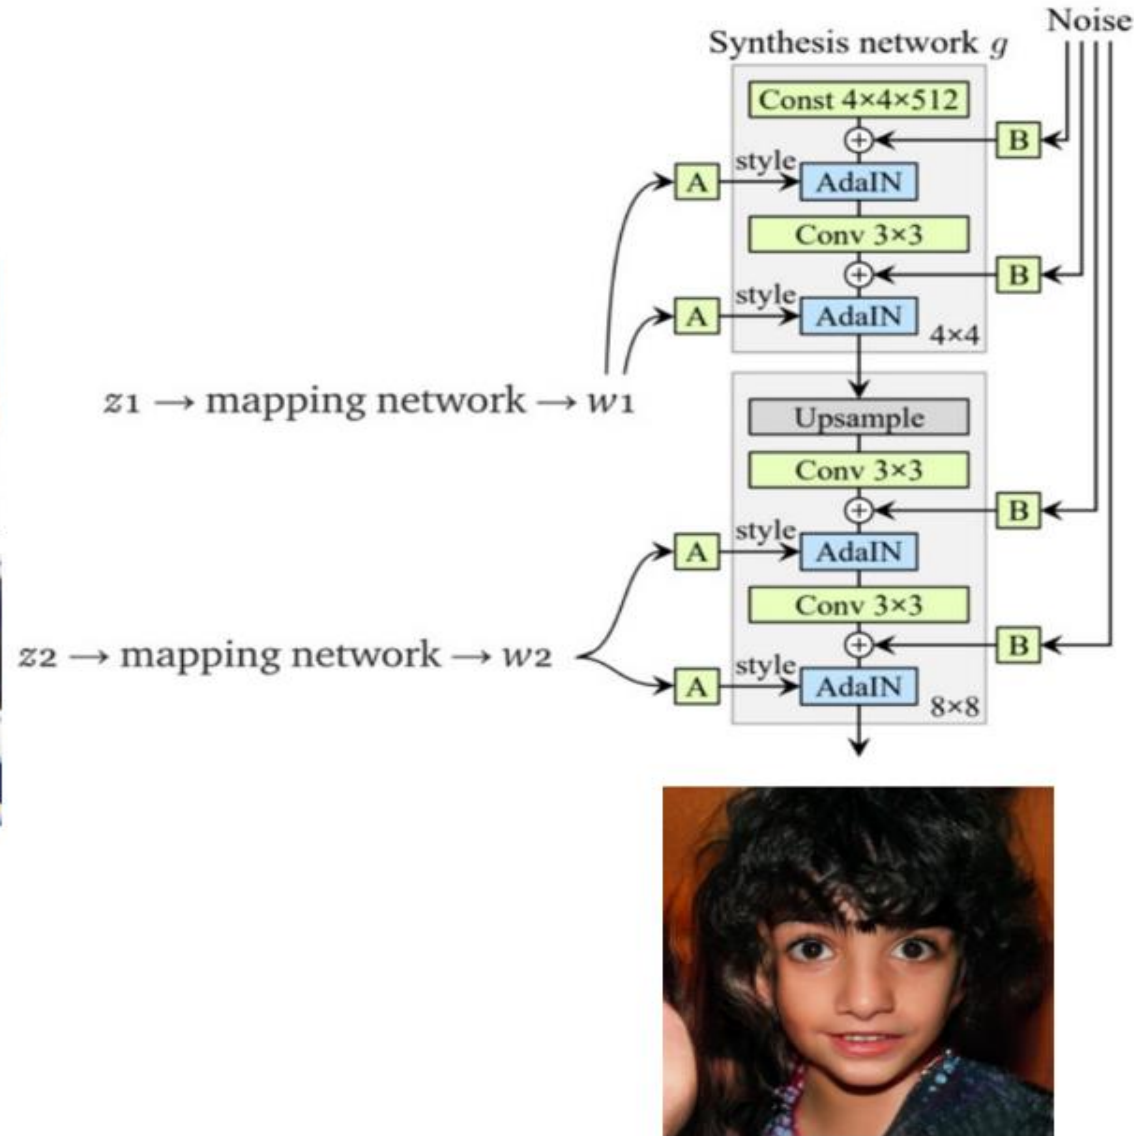 Noise
Synthesis network g
Const 4×4×512
B
style
A
AdaIN
Conv 3×3
B
style
A
AdaIN
4×4
z1 → mapping network → w1
Upsample
Conv 3×3
B
style
A
AdaIN
Conv 3×3
B
z2 → mapping network → w2
style
A
AdaIN
8×8